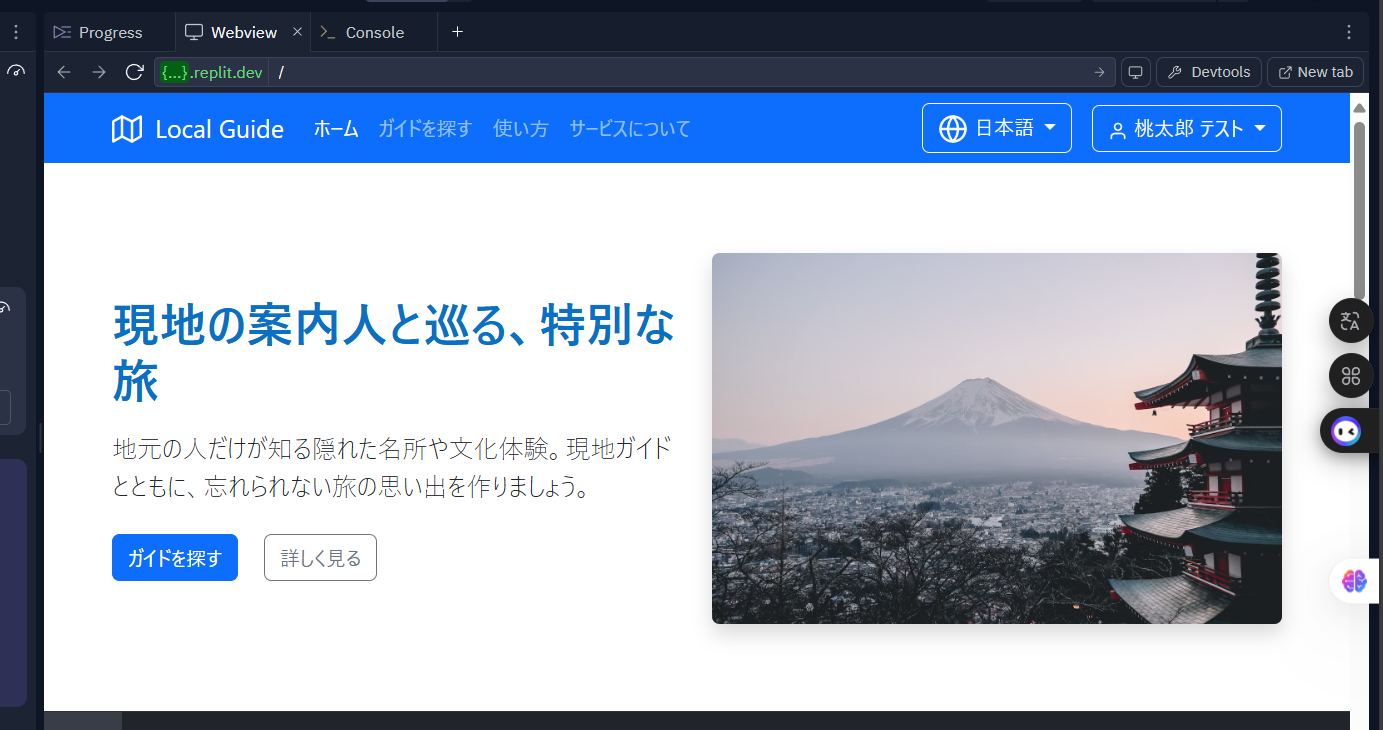 Progress
Webview
Console
{...}.replit.dev
/
Devtools
New tab
Local Guide
ホーム
ガイドを探す
使い方
サービスについて
日本語
桃太郎 テスト
現地の案内人と巡る、特別な
旅
地元の人だけが知る隠れた名所や文化体験。現地ガイド
とともに、忘れられない旅の思い出を作りましょう。
ガイドを探す
詳しく見る